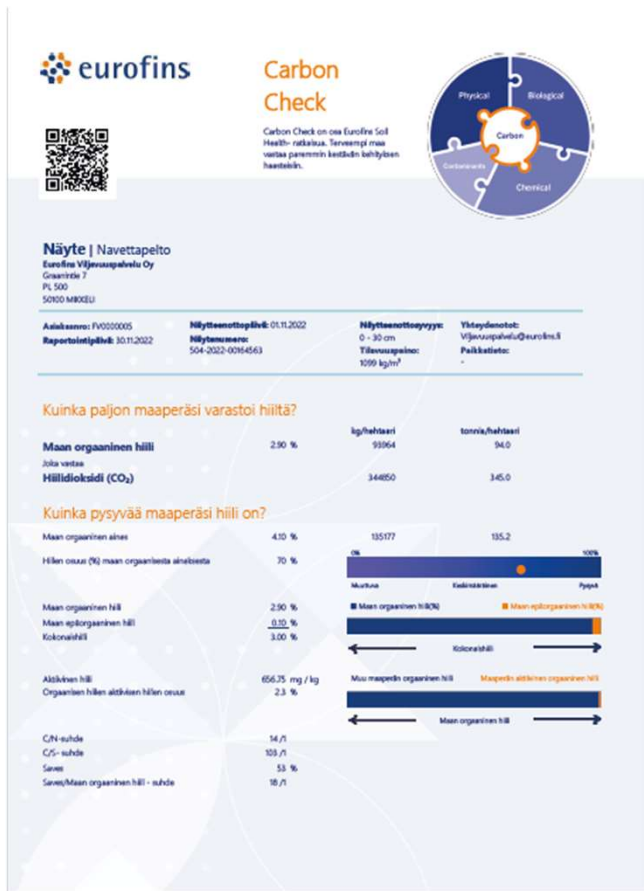 eurofins
Carbon
Check
Carbon Check on osa Eurofins Soil
Health- ratkaisua. Terveempi maa
vastaa paremmin kestävän kehityksen
haasteisiin.
Physical
Biological
Carbon
Contaminants
Chemical
Näyte | Navettapelto
Eurofins Viljavuuspalvelu Oy
Graanintie 7
PL 500
50100 MIKKELI
Asiakasnro: FV0000005
Raportointipäivä: 30.11.2022
Näytteenottopäivä: 01.11.2022
Näytenumero:
504-2022-00164563
Näytteenottosyvyys:
0 - 30 cm
Tilavuuspaino:
1099 kg/m³
Yhteydenotot:
Viljavuuspalvelu@eurofins.fi
Paikkatieto:
-
Kuinka paljon maaperäsi varastoi hiiltä?
kg/hehtaari tonnia/hehtaari
Maan orgaaninen hiili 2.90 % 93964 94.0
Joka vastaa
Hiilidioksidi (CO₂) 344850 345.0
Kuinka pysyvää maaperäsi hiili on?
Maan orgaaninen aines 4.10 % 135177 135.2
0% 100%
Hiilen osuus (%) maan orgaanisesta aineksesta 70 %
Muuttuva Keskimääräinen Pysyvä
Maan orgaaninen hiili 2.90 %
Maan orgaaninen hiili(%) Maan epäorgaaninen hiili(%)
Maan epäorgaaninen hiili 0.10 %
Kokonaishiili 3.00 %
Kokonaishiili
Aktiivinen hiili 656.75 mg / kg
Muu maaperän orgaaninen hiili Maaperän aktiivinen orgaaninen hiili
Orgaanisen hiilen aktiivisen hiilen osuus 2.3 %
Maan orgaaninen hiili
C/N-suhde 14 /1
C/S- suhde 103 /1
Saves 53 %
Saves/Maan orgaaninen hiili - suhde 18 /1